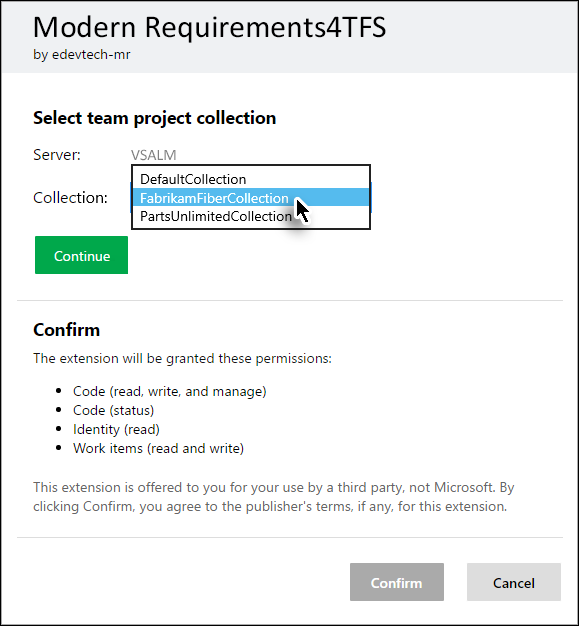 Modern Requirements4TFS
by edevtech-mr
Select team project collection
Server: VSALM
DefaultCollection
Collection: FabrikamFiberCollection
PartsUnlimitedCollection
Continue
Confirm
The extension will be granted these permissions:
• Code (read, write, and manage)
• Code (status)
• Identity (read)
• Work items (read and write)
This extension is offered to you for your use by a third party, not Microsoft. By
clicking Confirm, you agree to the publisher's terms, if any, for this extension.
Confirm Cancel